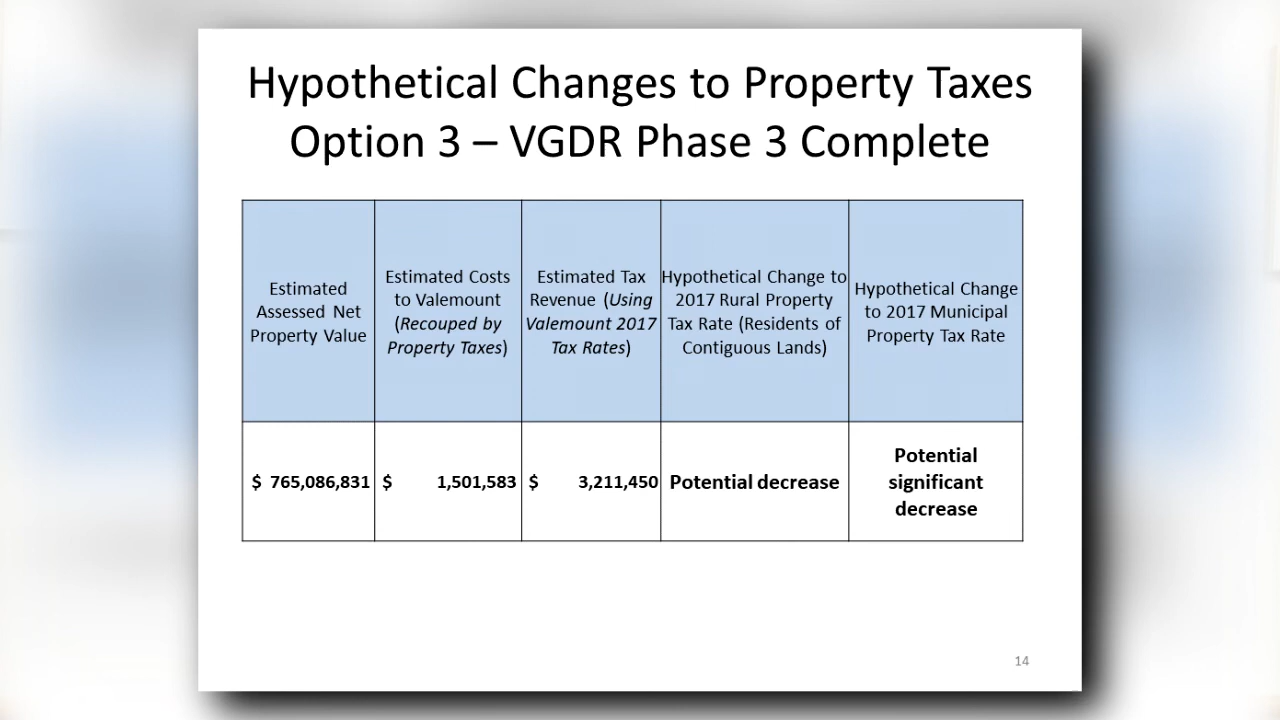 Hypothetical Changes to Property Taxes
Option 3 – VGDR Phase 3 Complete
Estimated
Assessed Net
Property Value
Estimated Costs
to Valemount
(Recouped by
Property Taxes)
Estimated Tax
Revenue (Using
Valemount 2017
Tax Rates)
Hypothetical Change to
2017 Rural Property
Tax Rate (Residents of
Contiguous Lands)
Hypothetical Change
to 2017 Municipal
Property Tax Rate
$ 765,086,831
$ 1,501,583
$ 3,211,450
Potential decrease
Potential
significant
decrease
14